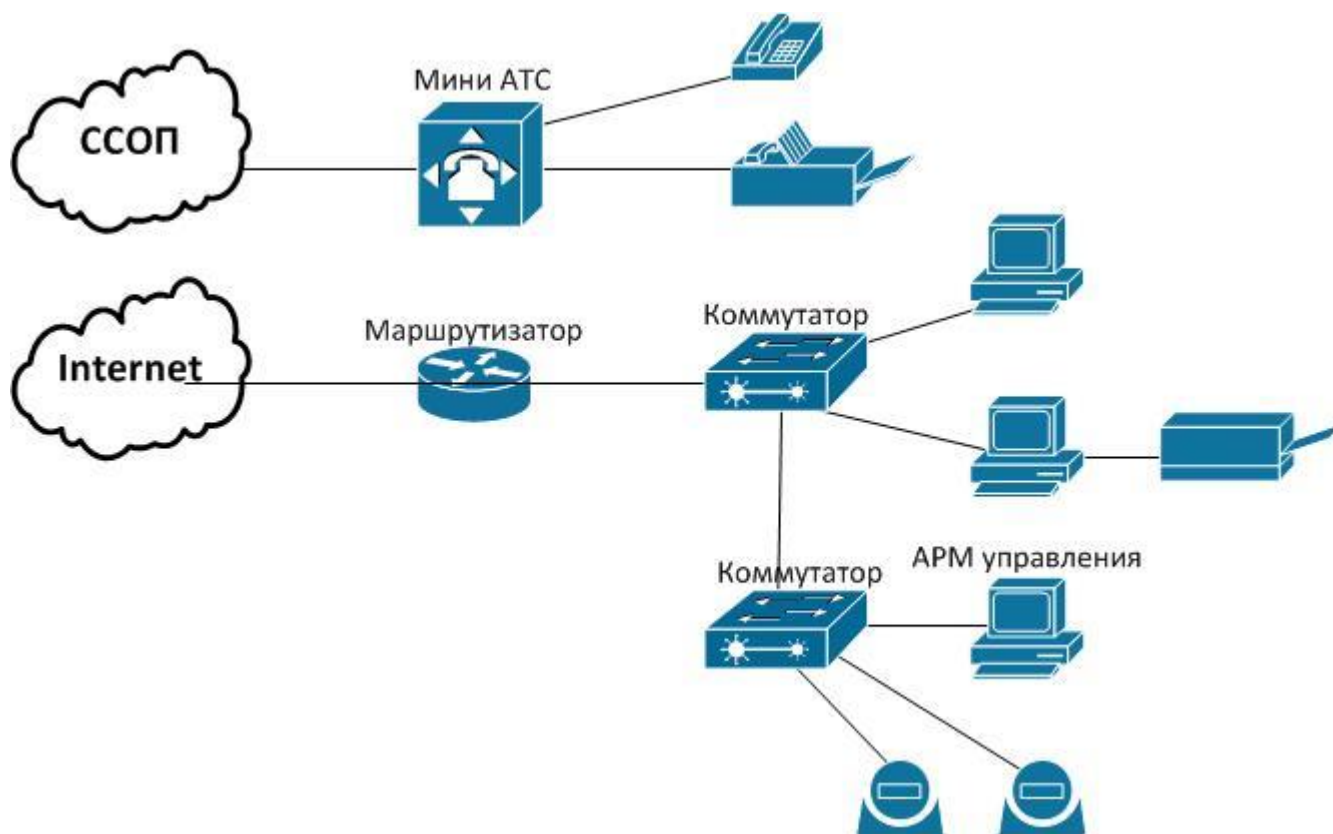 Мини АТС
ССОП
Коммутатор
Маршрутизатор
Internet
АРМ управления
Коммутатор